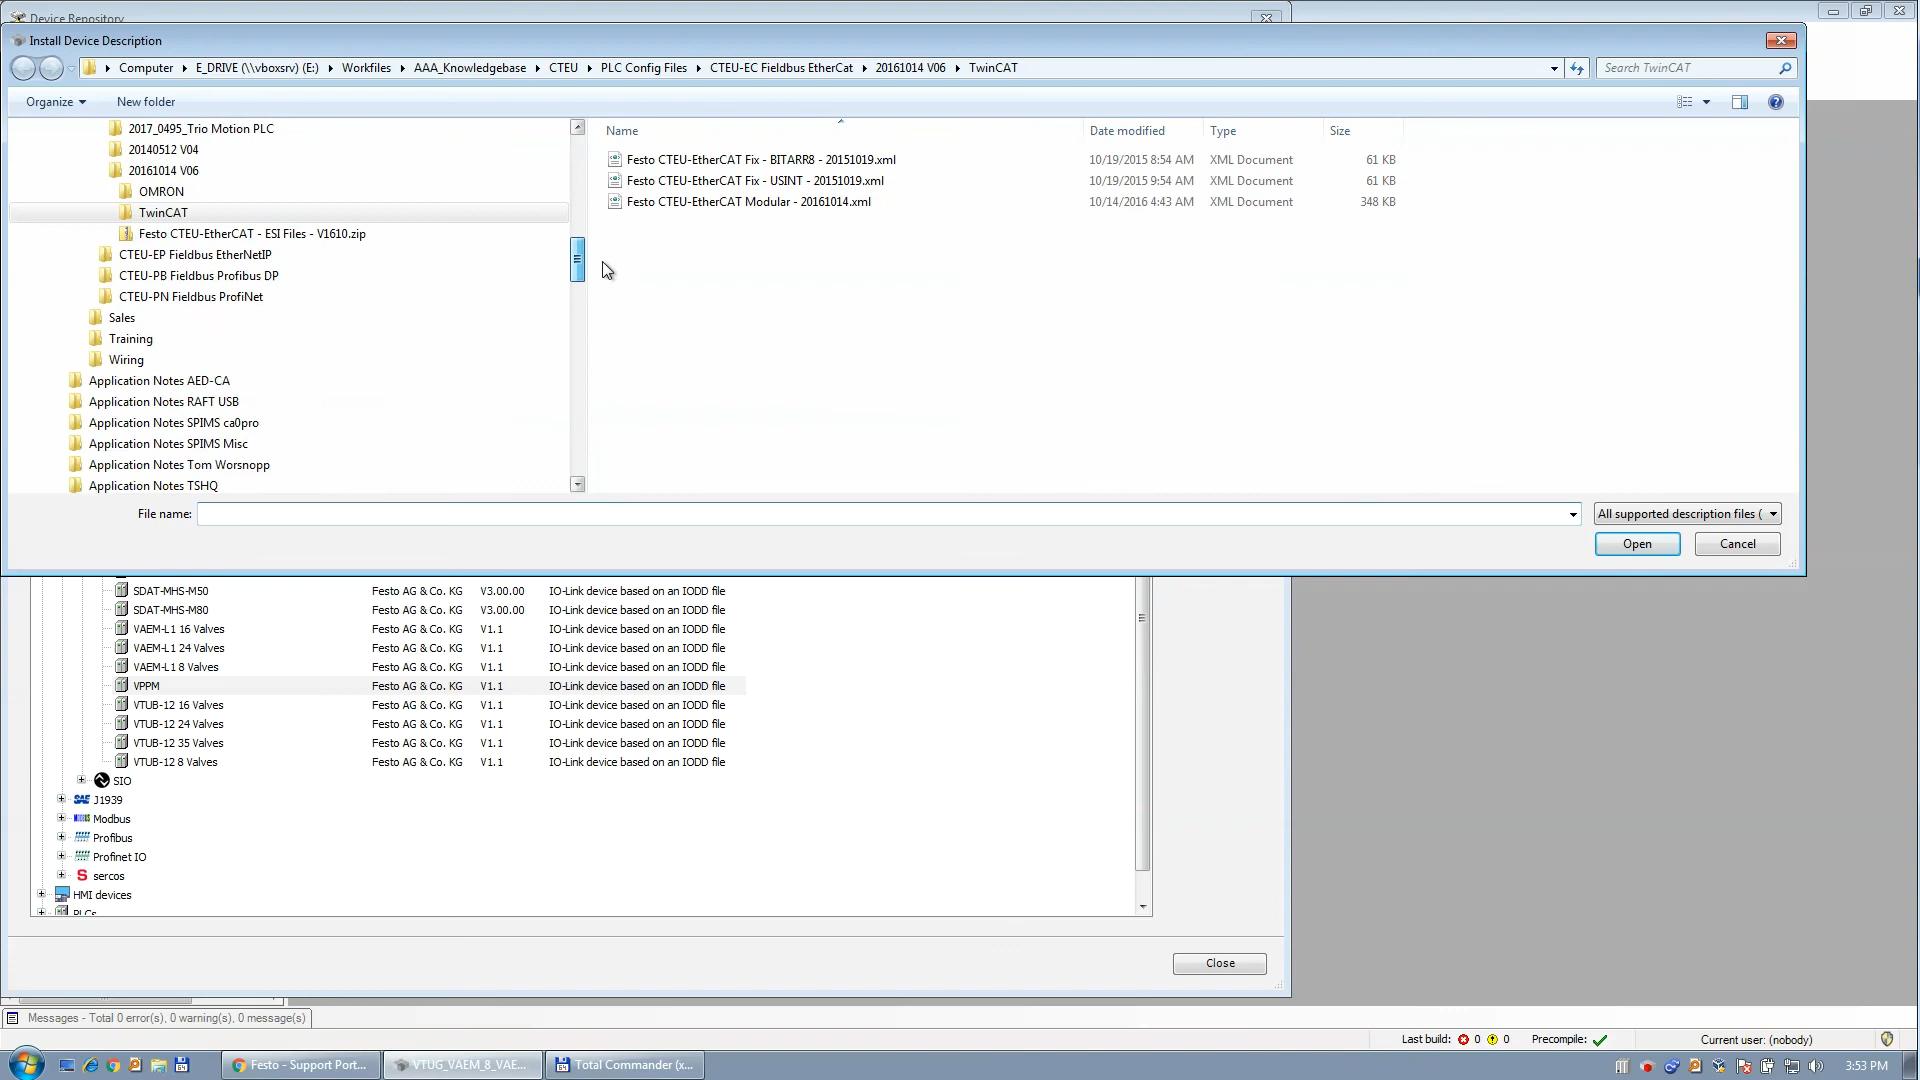 Device Repository
Install Device Description
Computer E_DRIVE (\\vboxsrv) (E:) Workfiles AAA_Knowledgebase CTEU PLC Config Files CTEU-EC Fieldbus EtherCat 20161014 V06 TwinCAT
Search TwinCAT
Organize New folder
Name Date modified Type Size
2017_0495_Trio Motion PLC
20140512 V04
20161014 V06
OMRON
TwinCAT
Festo CTEU-EtherCAT - ESI Files - V1610.zip
CTEU-EP Fieldbus EtherNetIP
CTEU-PB Fieldbus Profibus DP
CTEU-PN Fieldbus ProfiNet
Sales
Training
Wiring
Application Notes AED-CA
Application Notes RAFT USB
Application Notes SPIMS ca0pro
Application Notes SPIMS Misc
Application Notes Tom Worsnopp
Application Notes TSHQ
Festo CTEU-EtherCAT Fix - BITARR8 - 20151019.xml 10/19/2015 8:54 AM XML Document 61 KB
Festo CTEU-EtherCAT Fix - USINT - 20151019.xml 10/19/2015 9:54 AM XML Document 61 KB
Festo CTEU-EtherCAT Modular - 20161014.xml 10/14/2016 4:43 AM XML Document 348 KB
File name: All supported description files (
Open Cancel
SDAT-MHS-M50 Festo AG & Co. KG V3.00.00 IO-Link device based on an IODD file
SDAT-MHS-M80 Festo AG & Co. KG V3.00.00 IO-Link device based on an IODD file
VAEM-L1 16 Valves Festo AG & Co. KG V1.1 IO-Link device based on an IODD file
VAEM-L1 24 Valves Festo AG & Co. KG V1.1 IO-Link device based on an IODD file
VAEM-L1 8 Valves Festo AG & Co. KG V1.1 IO-Link device based on an IODD file
VPPM Festo AG & Co. KG V1.1 IO-Link device based on an IODD file
VTUB-12 16 Valves Festo AG & Co. KG V1.1 IO-Link device based on an IODD file
VTUB-12 24 Valves Festo AG & Co. KG V1.1 IO-Link device based on an IODD file
VTUB-12 35 Valves Festo AG & Co. KG V1.1 IO-Link device based on an IODD file
VTUB-12 8 Valves Festo AG & Co. KG V1.1 IO-Link device based on an IODD file
SIO
J1939
Modbus
Profibus
Profinet IO
S sercos
HMI devices
PLCs
Close
Messages - Total 0 error(s), 0 warning(s), 0 message(s)
Last build: 0 0 Precompile: Current user: (nobody)
Festo - Support Port... VTUG_VAEM_8_VAE... Total Commander (x... 3:53 PM